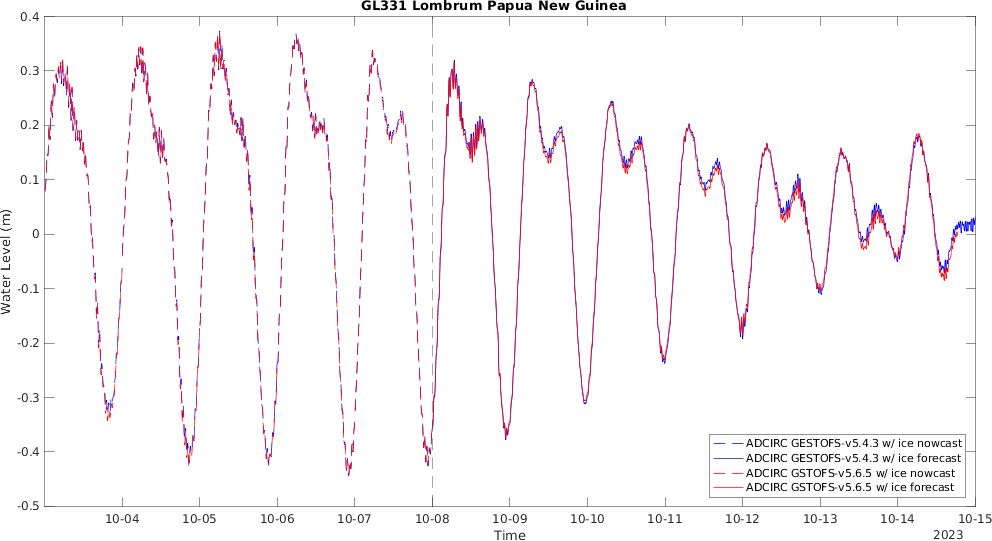 GL331 Lombrum Papua New Guinea
Water Level (m)
0.4
0.3
0.2
0.1
0
-0.1
-0.2
-0.3
-0.4
-0.5
ADCIRC GESTOFS-v5.4.3 w/ ice nowcast
ADCIRC GESTOFS-v5.4.3 w/ ice forecast
ADCIRC GSTOFS-v5.6.5 w/ ice nowcast
ADCIRC GSTOFS-v5.6.5 w/ ice forecast
10-04 10-05 10-06 10-07 10-08 10-09 10-10 10-11 10-12 10-13 10-14 10-15
Time
2023